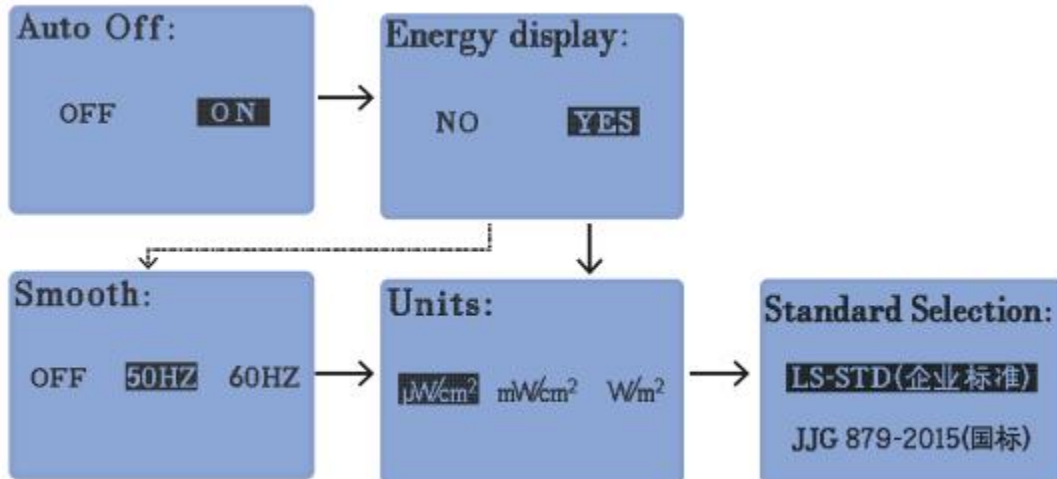 Auto Off:
OFF ON
Energy display:
NO YES
Smooth:
OFF 50HZ 60HZ
Units:
μW/cm² mW/cm² W/m²
Standard Selection:
LS-STD(企业标准)
JJG 879-2015(国标)